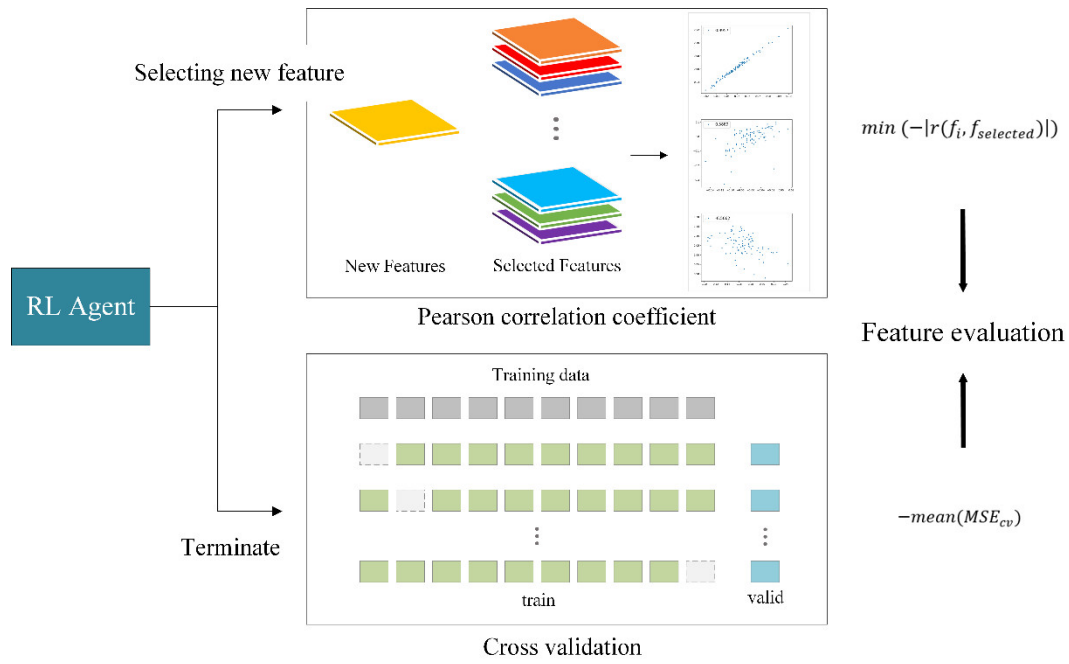 Selecting new feature
New Features
Selected Features
min (−|r(f_i, f_selected)|)
Pearson correlation coefficient
RL Agent
Feature evaluation
Training data
−mean(MSE_cv)
Terminate
train
valid
Cross validation